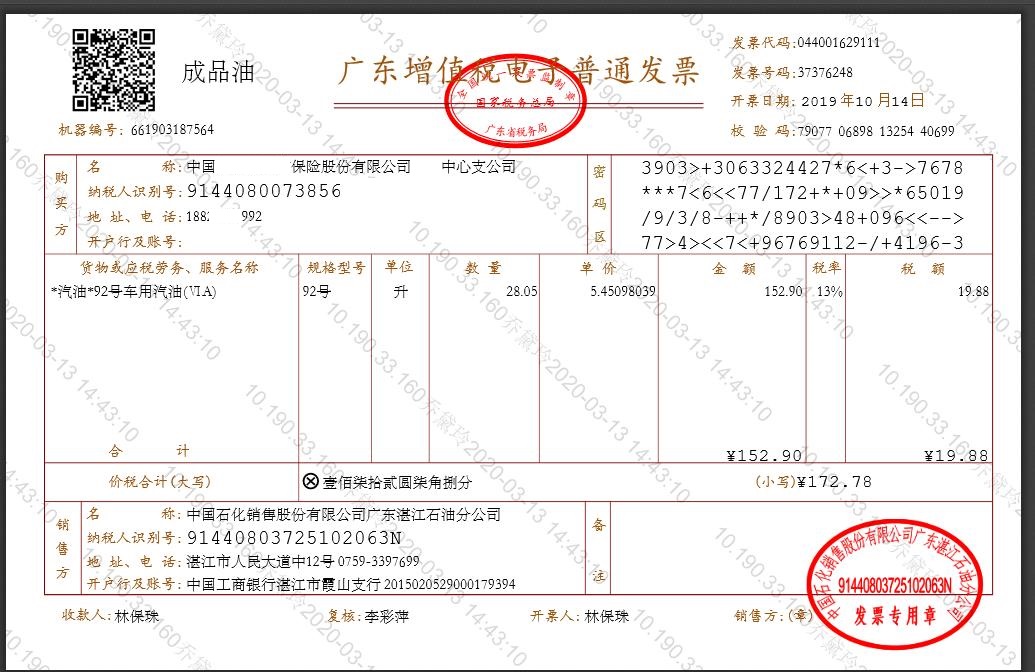 成品油
广东增值税电子普通发票
全国统一发票监制章
国家税务总局
广东省税务局
发票代码:044001629111
发票号码:37376248
开票日期: 2019 年10 月14日
机器编号: 661903187564
校 验 码:79077 06898 13254 40699
购买方
名 称: 中国 保险股份有限公司 中心支公司
纳税人识别号: 9144080073856
地 址、电 话: 188 992
开户行及账号:
密码区
3903>+3063324427*6<+3->7678
***7<6<<77/172+*+09>>*65019
/9/3/8-++*/8903>48+096<<-->
77>4><<7<+96769112-/+4196-3
货物或应税劳务、服务名称 规格型号 单位 数 量 单 价 金 额 税率 税 额
*汽油*92号车用汽油(VIA) 92号 升 28.05 5.45098039 152.90 13% 19.88
合 计 ¥152.90 ¥19.88
价税合计(大写) ⊗壹佰柒拾贰圆柒角捌分 (小写)¥172.78
销售方
名 称: 中国石化销售股份有限公司广东湛江石油分公司
纳税人识别号: 91440803725102063N
地 址、电 话: 湛江市人民大道中12号 0759-3397699
开户行及账号: 中国工商银行湛江市霞山支行 2015020529000179394
备注
收款人: 林保珠 复核: 李彩萍 开票人: 林保珠 销售方:(章)
中国石化销售股份有限公司广东湛江石油分公司
91440803725102063N
发票专用章
10.190.33.160乔黛玲2020-03-13 14:43:10